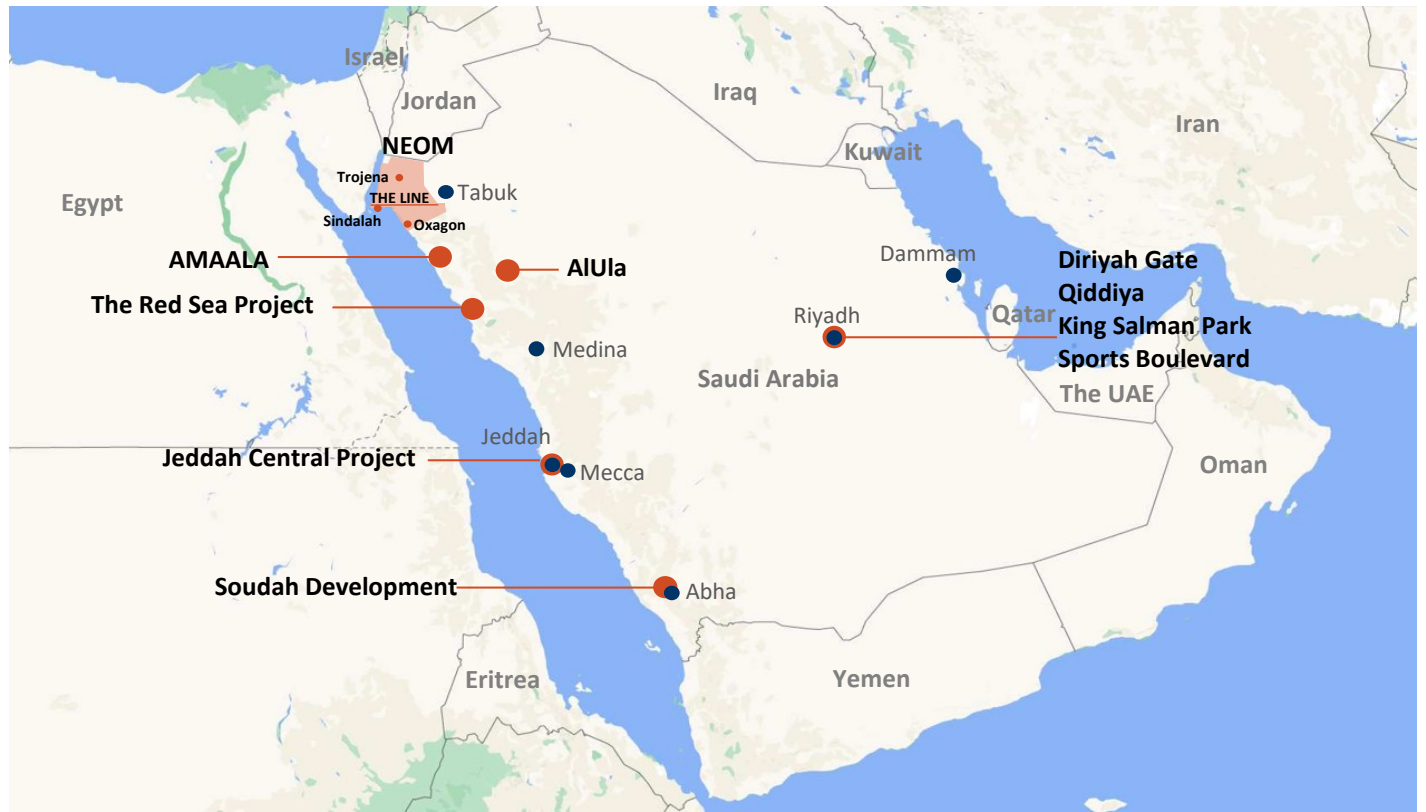 Israel
Jordan
Iraq
Iran
Kuwait
NEOM
Trojena
THE LINE
Tabuk
Sindalah
Oxagon
Egypt
AMAALA
AlUla
The Red Sea Project
Medina
Dammam
Riyadh
Qatar
Diriyah Gate
Qiddiya
King Salman Park
Sports Boulevard
Saudi Arabia
The UAE
Jeddah
Jeddah Central Project
Mecca
Oman
Soudah Development
Abha
Eritrea
Yemen